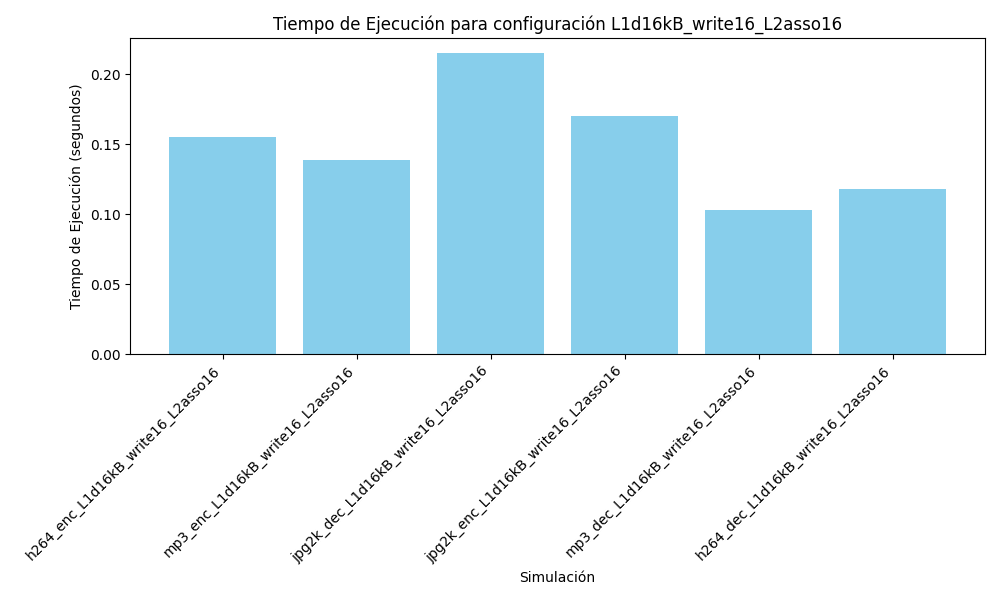 Tiempo de Ejecución para configuración L1d16kB_write16_L2asso16
Tiempo de Ejecución (segundos)
0.20
0.15
0.10
0.05
0.00
h264_enc_L1d16kB_write16_L2asso16
mp3_enc_L1d16kB_write16_L2asso16
jpg2k_dec_L1d16kB_write16_L2asso16
jpg2k_enc_L1d16kB_write16_L2asso16
mp3_dec_L1d16kB_write16_L2asso16
h264_dec_L1d16kB_write16_L2asso16
Simulación